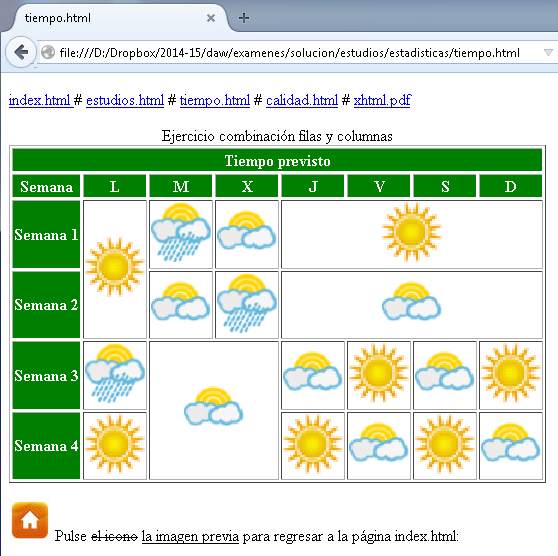 tiempo.html
file:///D:/Dropbox/2014-15/daw/examenes/solucion/estudios/estadisticas/tiempo.html
index.html # estudios.html # tiempo.html # calidad.html # xhtml.pdf
Ejercicio combinación filas y columnas
Tiempo previsto
Semana L M X J V S D
Semana 1
Semana 2
Semana 3
Semana 4
Pulse el icono la imagen previa para regresar a la página index.html: